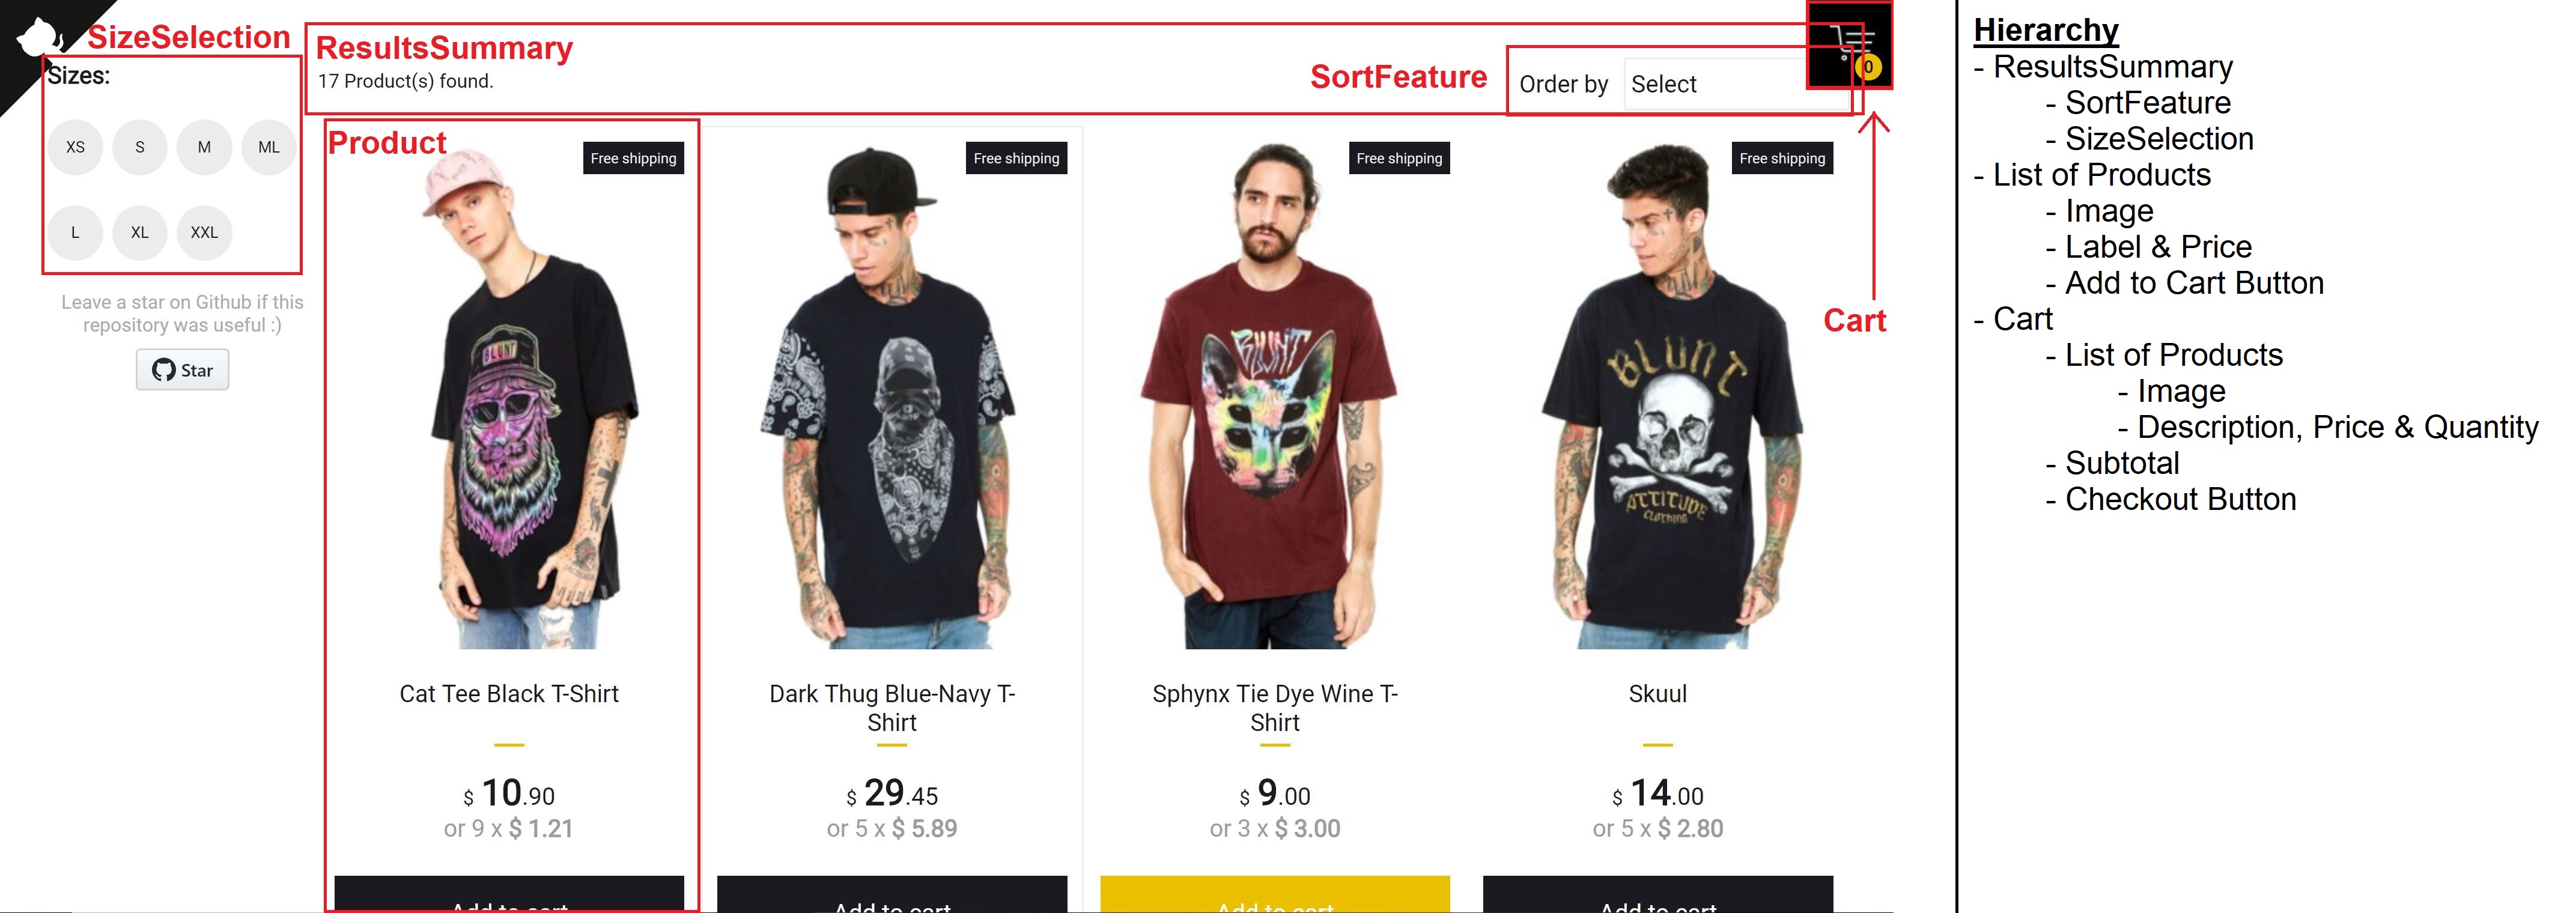 SizeSelection
Sizes:
XS S M ML
L XL XXL
Leave a star on Github if this
repository was useful :)
Star
ResultsSummary
17 Product(s) found.
SortFeature
Order by Select
0
Cart
Product
Free shipping
BLUNT
Cat Tee Black T-Shirt
$ 10.90
or 9 x $ 1.21
Add to cart
Free shipping
Dark Thug Blue-Navy T-
Shirt
$ 29.45
or 5 x $ 5.89
Add to cart
Free shipping
BLUNT
Sphynx Tie Dye Wine T-
Shirt
$ 9.00
or 3 x $ 3.00
Add to cart
Free shipping
BLUNT
ATTITUDE
CLOTHING
Skuul
$ 14.00
or 5 x $ 2.80
Add to cart
Hierarchy
- ResultsSummary
- SortFeature
- SizeSelection
- List of Products
- Image
- Label & Price
- Add to Cart Button
- Cart
- List of Products
- Image
- Description, Price & Quantity
- Subtotal
- Checkout Button